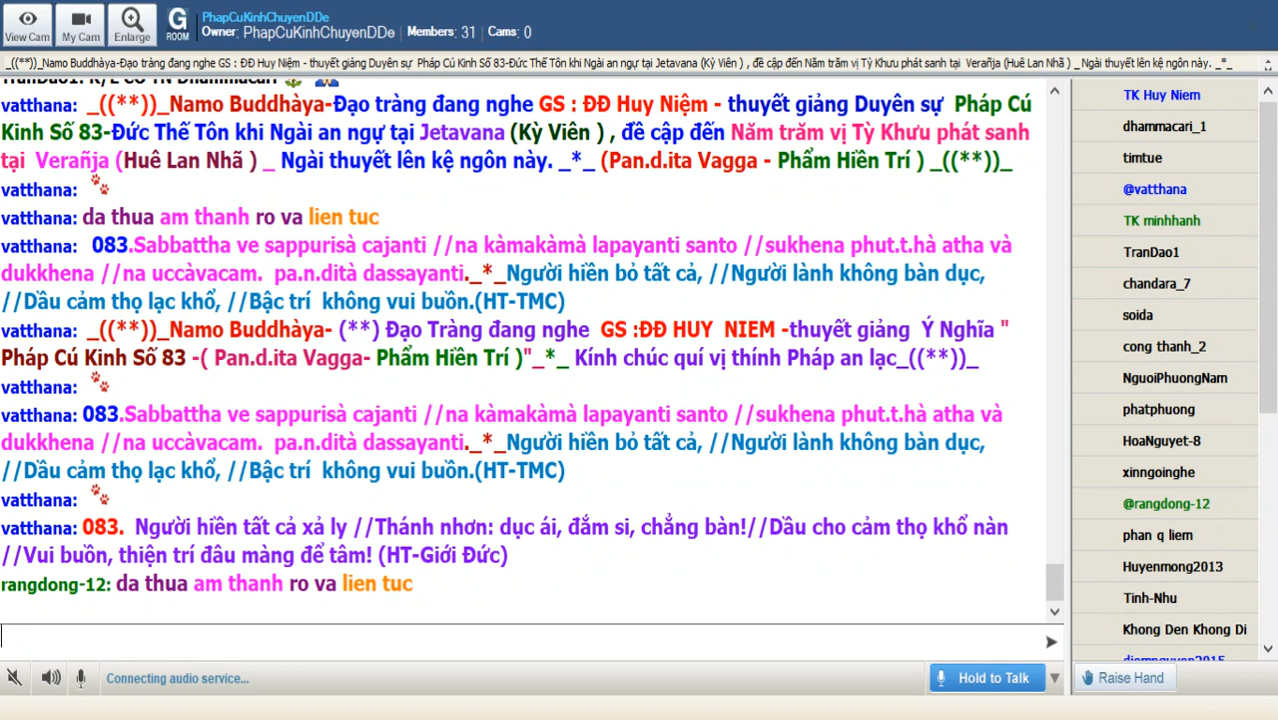 PhapCuKinhChuyenDDe
Owner: PhapCuKinhChuyenDDe Members: 31 Cams: 0
View Cam
My Cam
Enlarge
G
ROOM
_((**))_Namo Buddhàya-Đạo tràng đang nghe GS : ĐĐ Huy Niệm - thuyết giảng Duyên sự Pháp Cú Kinh Số 83-Đức Thế Tôn khi Ngài an ngự tại Jetavana (Kỳ Viên ) , đề cập đến Năm trăm vị Tỳ Khưu phát sanh tại Verañja (Huê Lan Nhã ) _ Ngài thuyết lên kệ ngôn này. _*_
TranDao1: K/L CÔ TN Dhammacari
vatthana: _((**))_Namo Buddhàya-Đạo tràng đang nghe GS : ĐĐ Huy Niệm - thuyết giảng Duyên sự Pháp Cú
Kinh Số 83-Đức Thế Tôn khi Ngài an ngự tại Jetavana (Kỳ Viên ) , đề cập đến Năm trăm vị Tỳ Khưu phát sanh
tại Verañja (Huê Lan Nhã ) _ Ngài thuyết lên kệ ngôn này. _*_ (Pan.d.ita Vagga - Phẩm Hiền Trí ) _((**))_
vatthana:
vatthana: da thua am thanh ro va lien tuc
vatthana: 083.Sabbattha ve sappurisà cajanti //na kàmakàmà lapayanti santo //sukhena phut.t.hà atha và
dukkhena //na uccàvacam. pa.n.dità dassayanti._*_Người hiền bỏ tất cả, //Người lành không bàn dục,
//Dầu cảm thọ lạc khổ, //Bậc trí không vui buồn.(HT-TMC)
vatthana: _((**))_Namo Buddhàya- (**) Đạo Tràng đang nghe GS :ĐĐ HUY NIEM -thuyết giảng Ý Nghĩa "
Pháp Cú Kinh Số 83 -( Pan.d.ita Vagga- Phẩm Hiền Trí )"_*_ Kính chúc quí vị thính Pháp an lạc_((**))_
vatthana:
vatthana: 083.Sabbattha ve sappurisà cajanti //na kàmakàmà lapayanti santo //sukhena phut.t.hà atha và
dukkhena //na uccàvacam. pa.n.dità dassayanti._*_Người hiền bỏ tất cả, //Người lành không bàn dục,
//Dầu cảm thọ lạc khổ, //Bậc trí không vui buồn.(HT-TMC)
vatthana:
vatthana: 083. Người hiền tất cả xả ly //Thánh nhơn: dục ái, đắm si, chẳng bàn!//Dầu cho cảm thọ khổ nàn
//Vui buồn, thiện trí đâu màng để tâm! (HT-Giới Đức)
rangdong-12: da thua am thanh ro va lien tuc
TK Huy Niem
dhammacari_1
timtue
@vatthana
TK minhhanh
TranDao1
chandara_7
soida
cong thanh_2
NguoiPhuongNam
phatphuong
HoaNguyet-8
xinngoinghe
@rangdong-12
phan q liem
Huyenmong2013
Tinh-Nhu
Khong Den Khong Di
diemnguyen2015
Connecting audio service...
Hold to Talk
Raise Hand